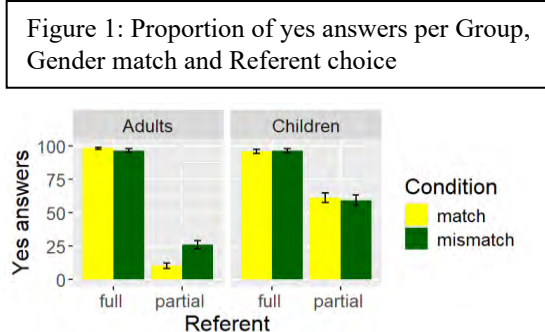 Figure 1: Proportion of yes answers per Group,
Gender match and Referent choice
Adults
Children
Yes answers
100
75
50
25
0
full
partial
full
partial
Referent
Condition
match
mismatch